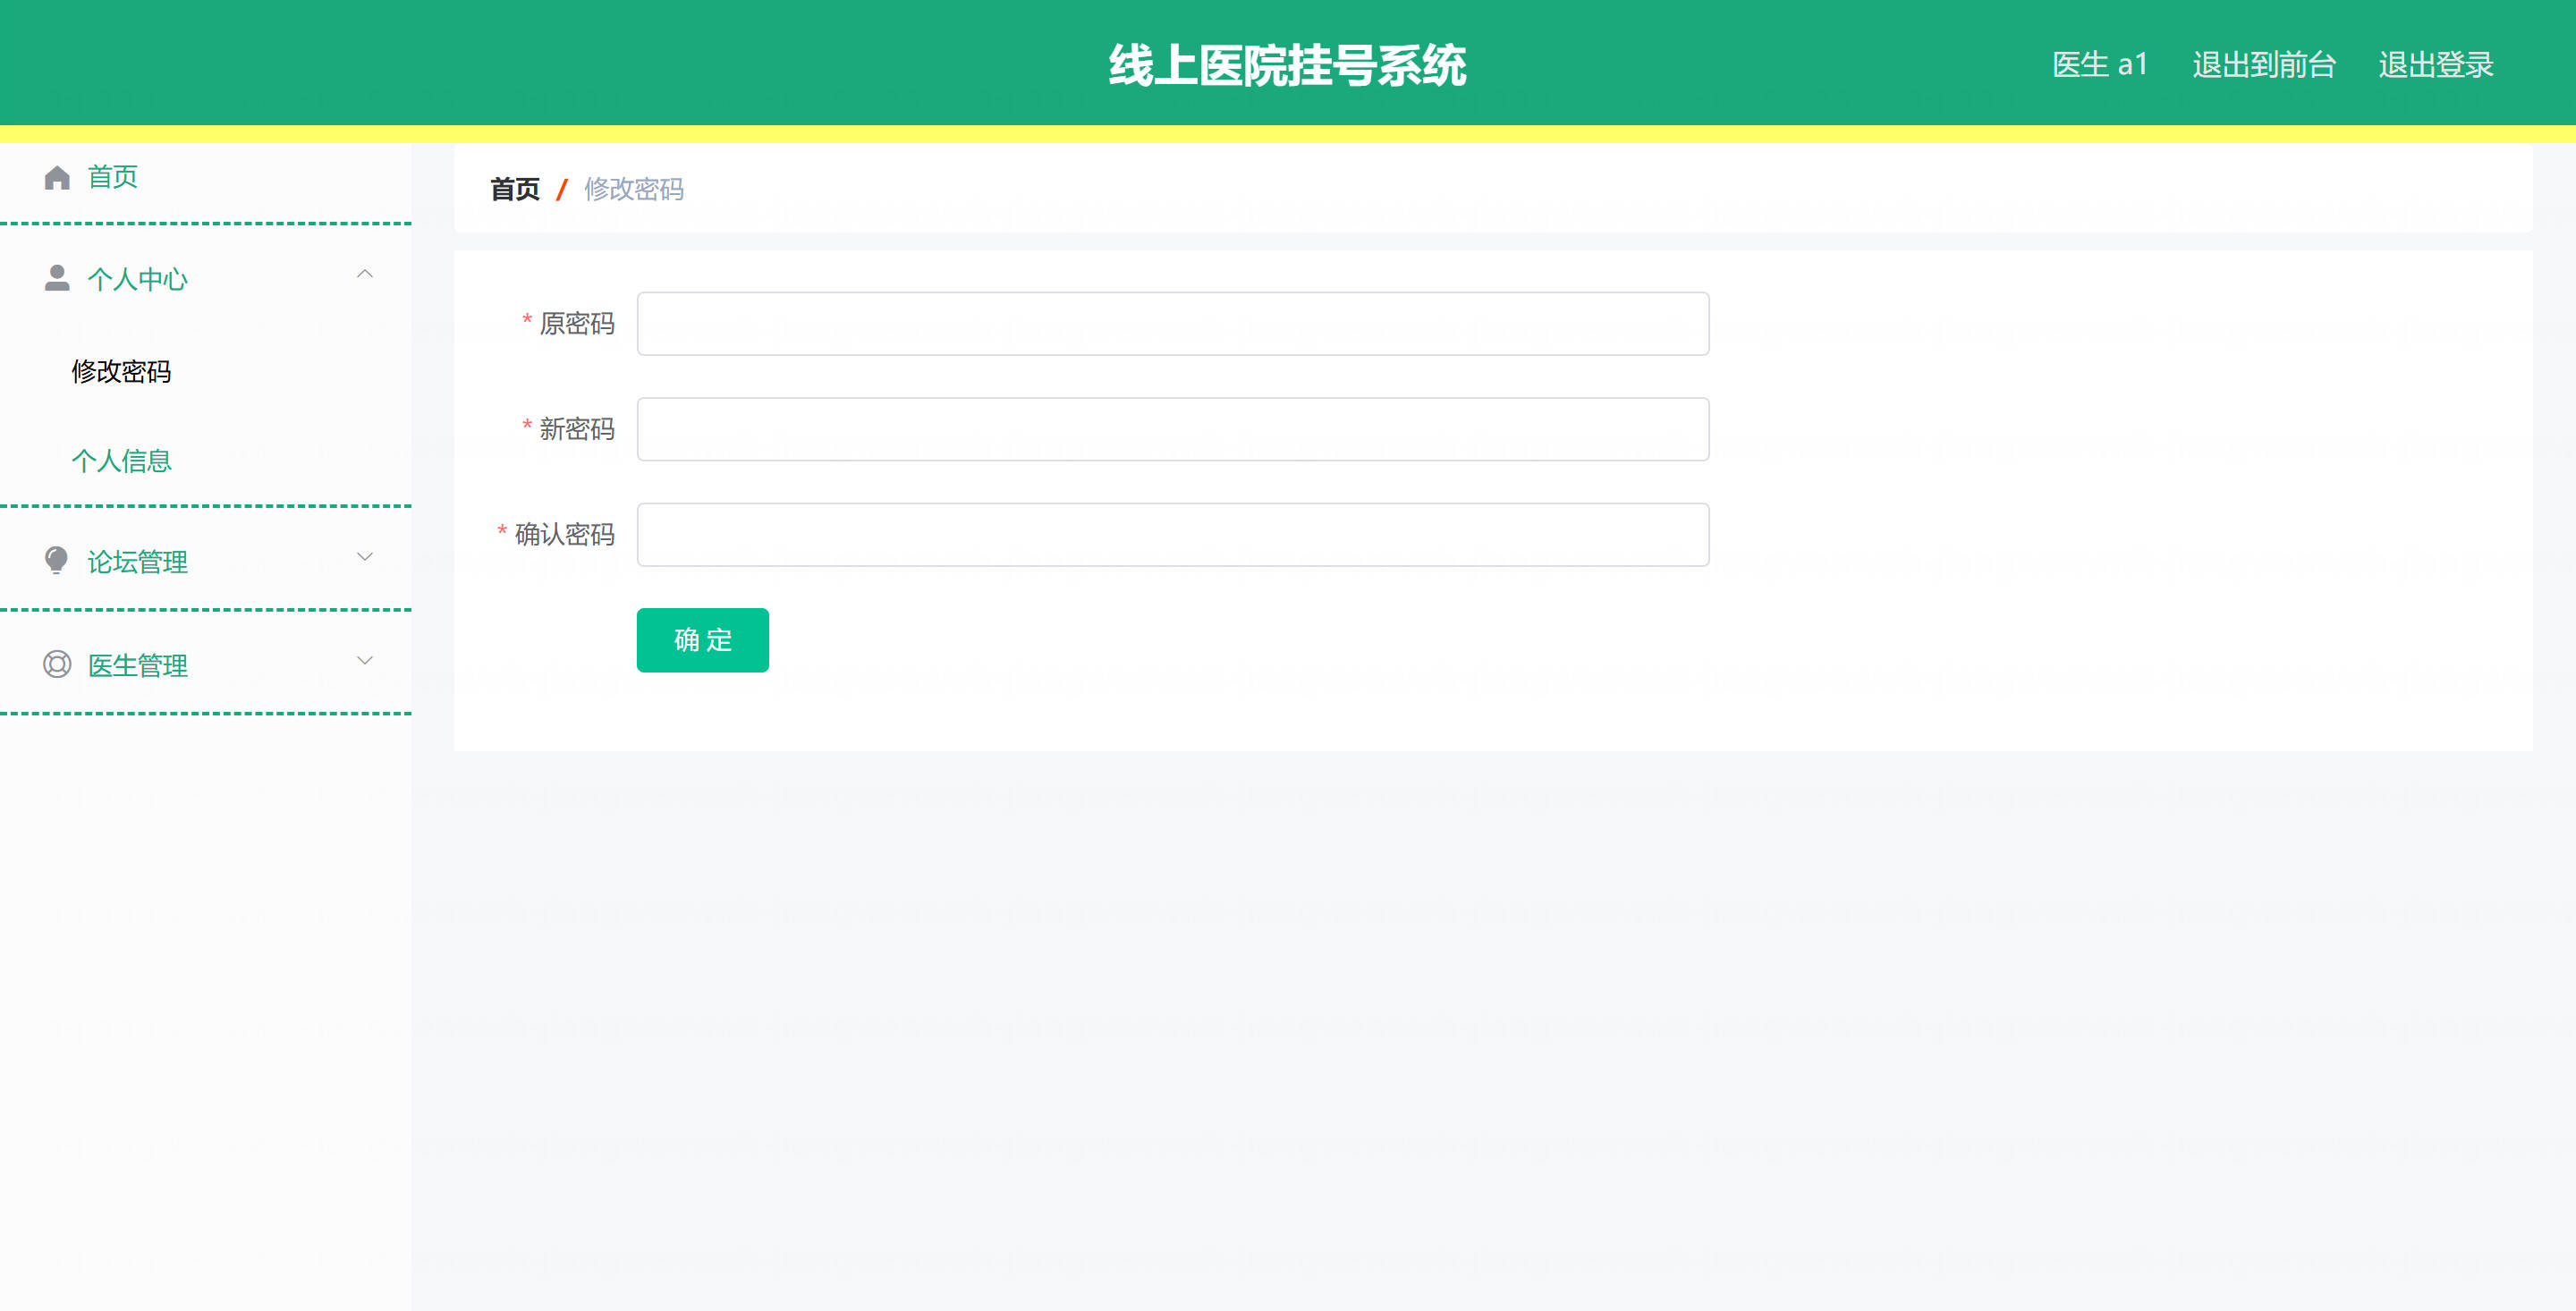 线上医院挂号系统
医生 a1 退出到前台 退出登录
首页
个人中心
修改密码
个人信息
论坛管理
医生管理
首页 / 修改密码
* 原密码
* 新密码
* 确认密码
确 定